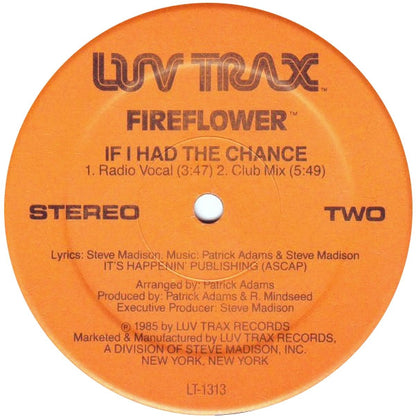 LUV TRAX™
FIREFLOWER™
IF I HAD THE CHANCE
1. Radio Vocal (3:47) 2. Club Mix (5:49)
STEREO TWO
Lyrics: Steve Madison, Music: Patrick Adams & Steve Madison
IT'S HAPPENIN' PUBLISHING (ASCAP)
Arranged by: Patrick Adams
Produced by: Patrick Adams & R. Mindseed
Executive Producer: Steve Madison
℗ 1985 by LUV TRAX RECORDS
Marketed & Manufactured by LUV TRAX RECORDS,
A DIVISION OF STEVE MADISON, INC.
NEW YORK, NEW YORK
LT-1313